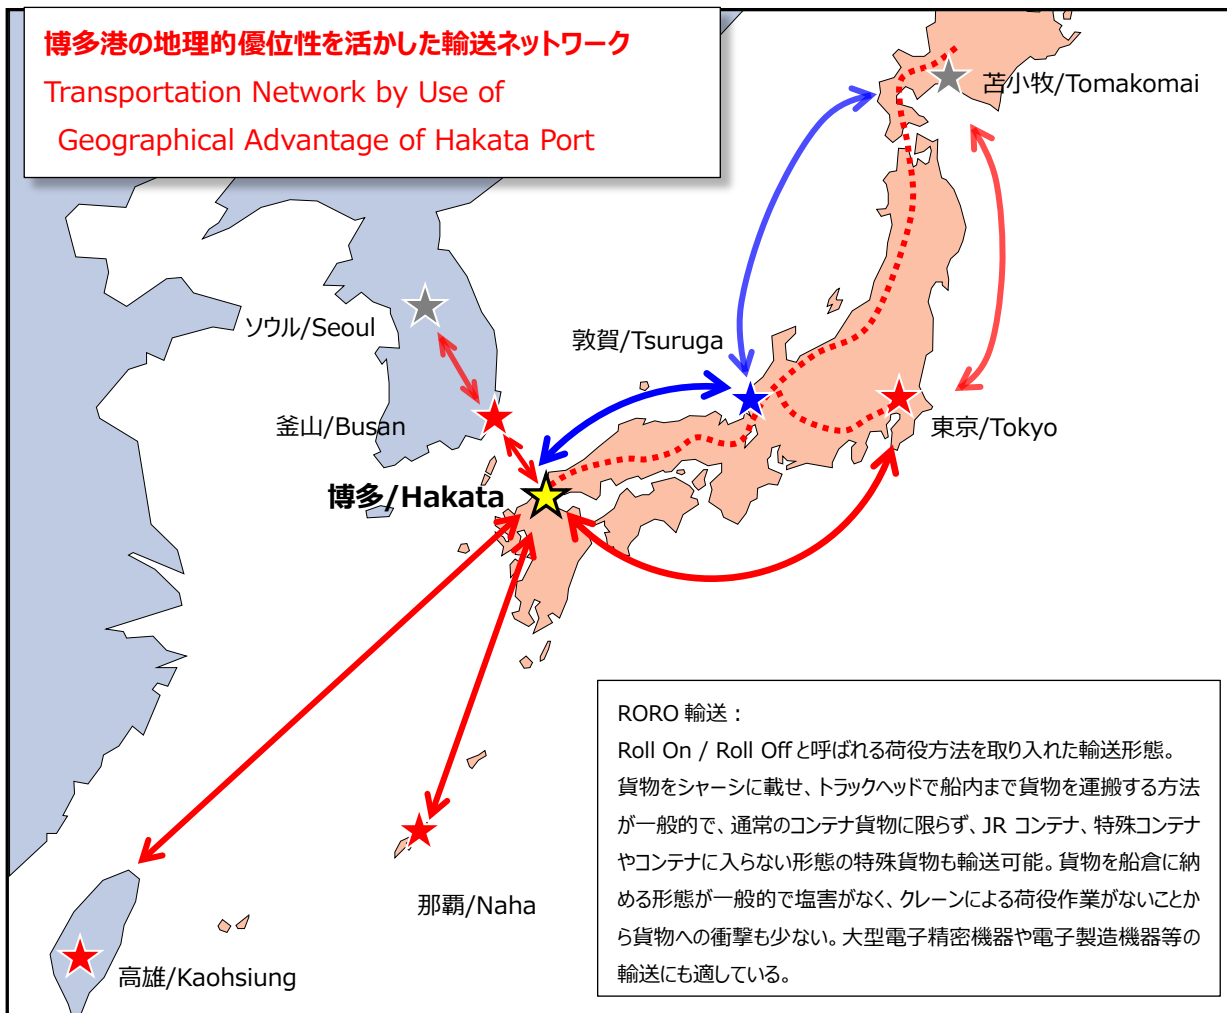 博多港の地理的優位性を活かした輸送ネットワーク
Transportation Network by Use of
Geographical Advantage of Hakata Port
苫小牧/Tomakomai
ソウル/Seoul
敦賀/Tsuruga
釜山/Busan
東京/Tokyo
博多/Hakata
那覇/Naha
高雄/Kaohsiung
RORO 輸送：
Roll On / Roll Off と呼ばれる荷役方法を取り入れた輸送形態。
貨物をシャーシに載せ、トラックヘッドで船内まで貨物を運搬する方法
が一般的で、通常のコンテナ貨物に限らず、JR コンテナ、特殊コンテナ
やコンテナに入らない形態の特殊貨物も輸送可能。貨物を船倉に納
める形態が一般的で塩害がなく、クレーンによる荷役作業がないことか
ら貨物への衝撃も少ない。大型電子精密機器や電子製造機器等の
輸送にも適している。